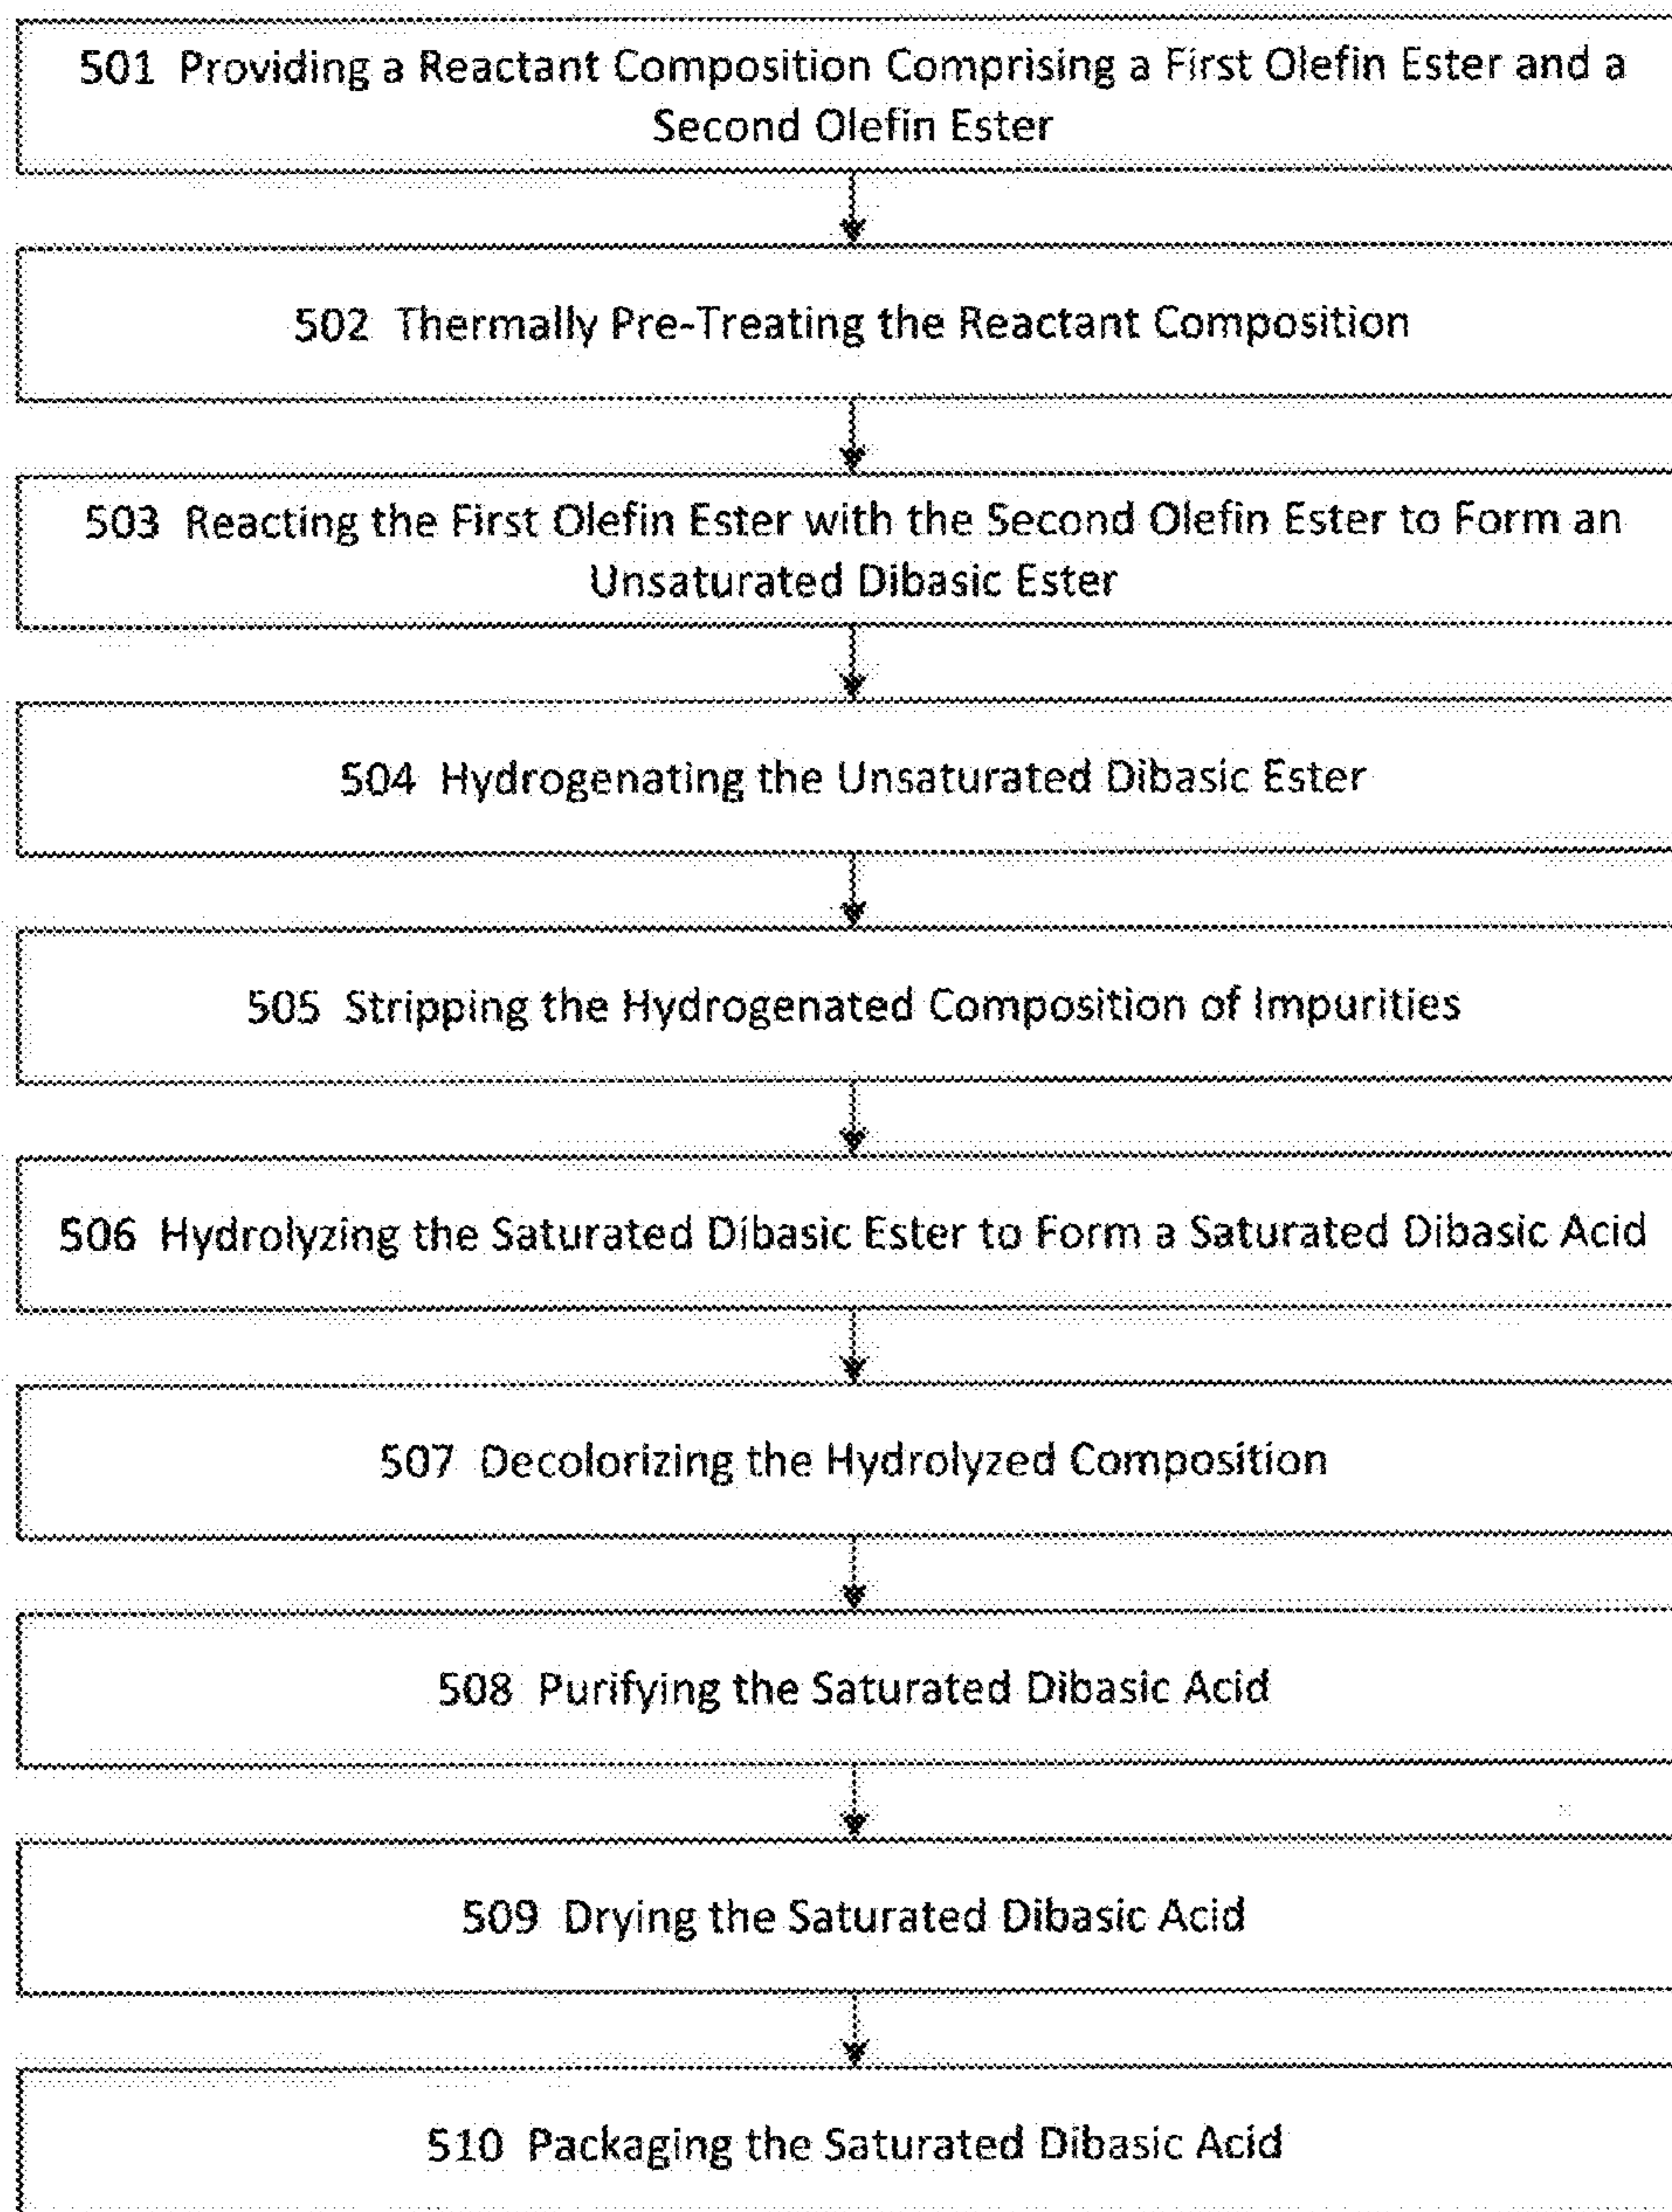 501 Providing a Reactant Composition Comprising a First Olefin Ester and a
Second Olefin Ester
502 Thermally Pre-Treating the Reactant Composition
503 Reacting the First Olefin Ester with the Second Olefin Ester to Form an
Unsaturated Dibasic Ester
504 Hydrogenating the Unsaturated Dibasic Ester
505 Stripping the Hydrogenated Composition of Impurities
506 Hydrolyzing the Saturated Dibasic Ester to Form a Saturated Dibasic Acid
507 Decolorizing the Hydrolyzed Composition
508 Purifying the Saturated Dibasic Acid
509 Drying the Saturated Dibasic Acid
510 Packaging the Saturated Dibasic Acid